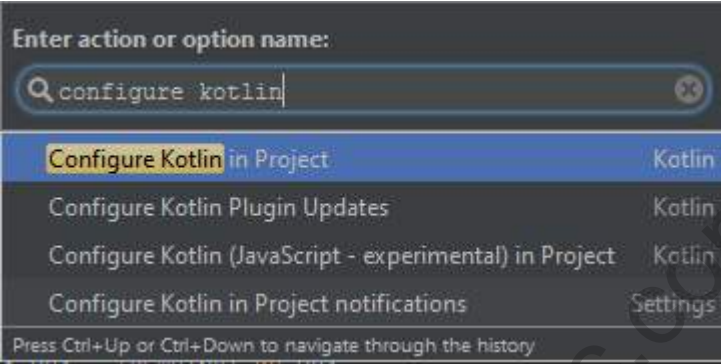 Enter action or option name:
configure kotlin
Configure Kotlin in Project Kotlin
Configure Kotlin Plugin Updates Kotlin
Configure Kotlin (JavaScript - experimental) in Project Kotlin
Configure Kotlin in Project notifications Settings
Press Ctrl+Up or Ctrl+Down to navigate through the history